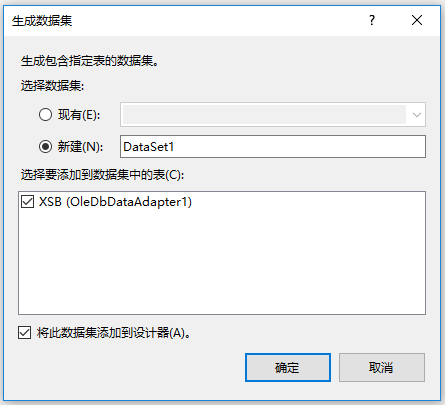 生成数据集
生成包含指定表的数据集。
选择数据集:
现有(E):
新建(N):
DataSet1
选择要添加到数据集中的表(C):
XSB (OleDbDataAdapter1)
将此数据集添加到设计器(A)。
确定
取消